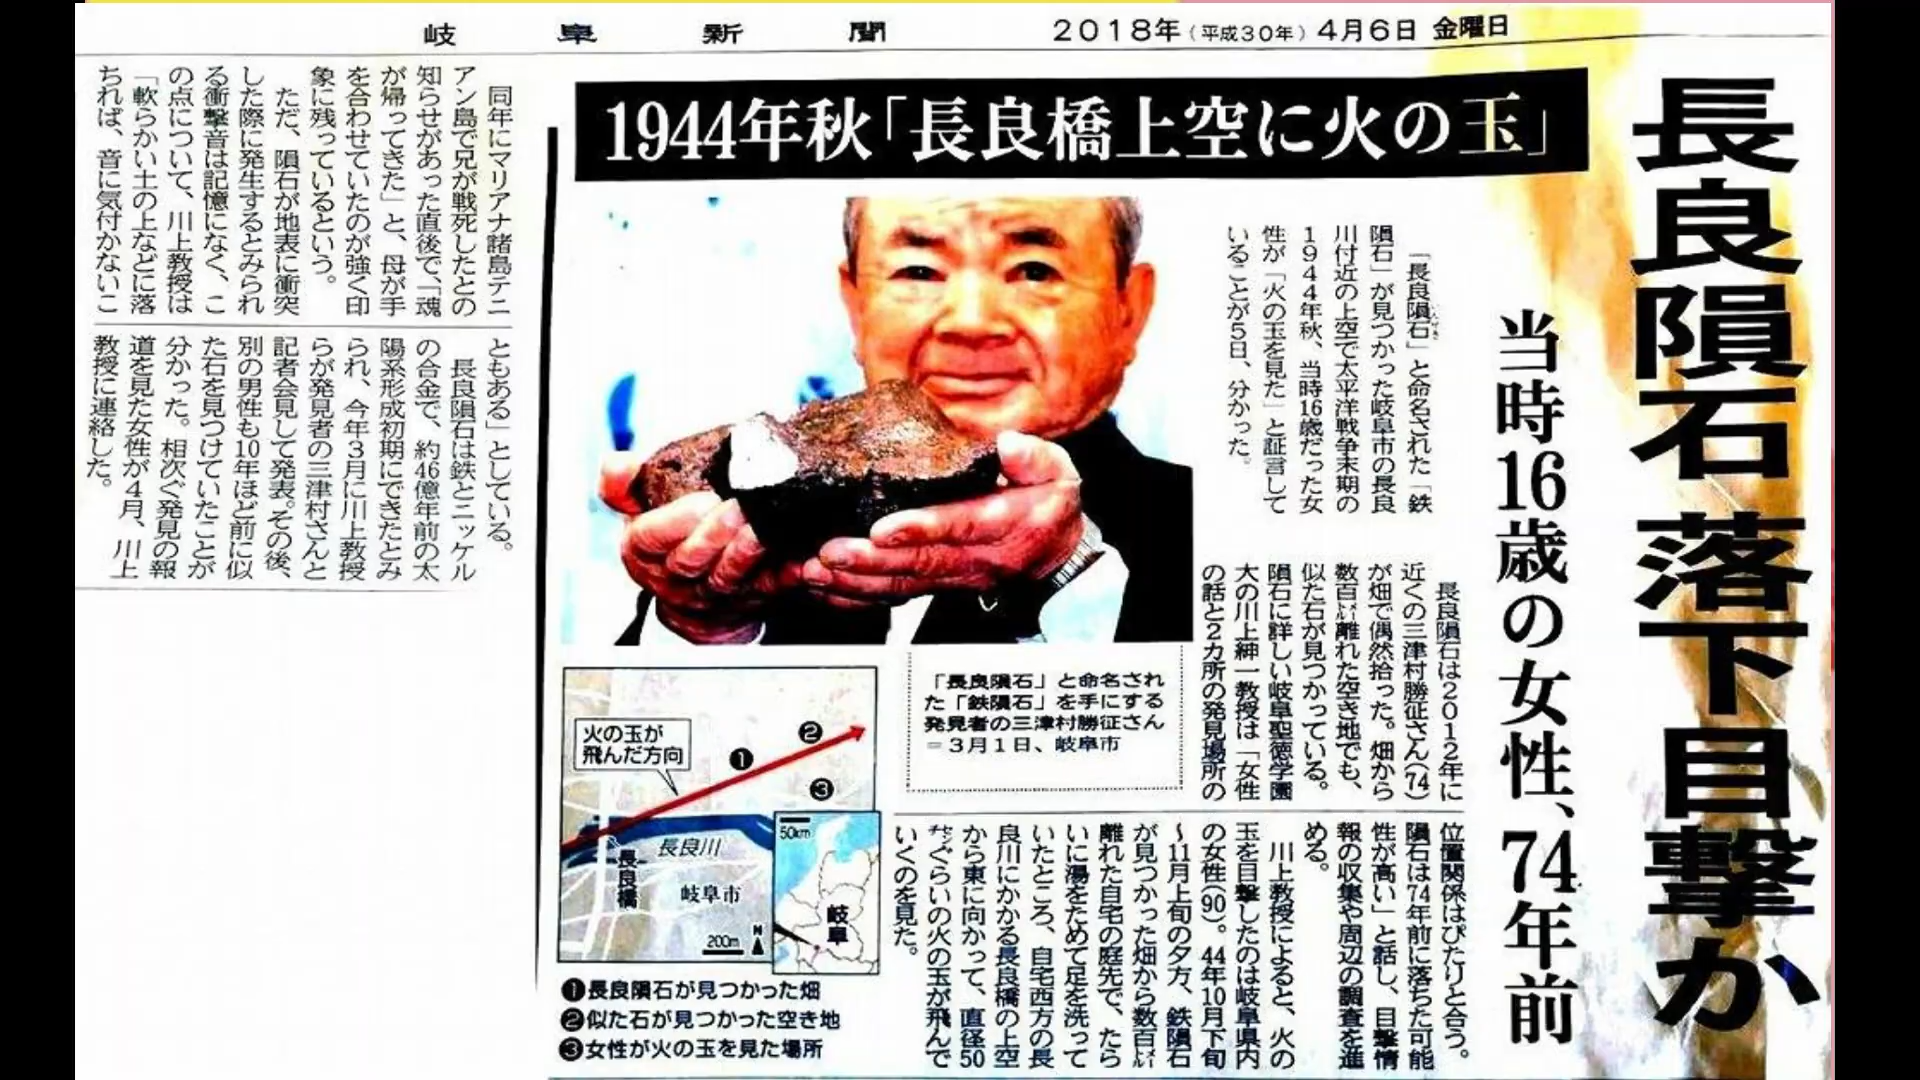 岐阜新聞
2018年(平成30年)4月6日 金曜日
長良隕石 落下目撃か
当時16歳の女性、74年前
1944年秋「長良橋上空に火の玉」
「長良隕石」と命名された「鉄
隕石」が見つかった岐阜市の長良
川付近の上空で太平洋戦争末期の
1944年秋、当時16歳だった女
性が「火の玉を見た」と証言して
いることが5日、分かった。
長良隕石は2012年に
近くの三津村勝征さん(74)
が畑で偶然拾った。畑から
数百㍍離れた空き地でも、
似た石が見つかっている。
隕石に詳しい岐阜聖徳学園
大の川上紳一教授は「女性
の話と2カ所の発見場所の
位置関係はぴたりと合う。
隕石は74年前に落ちた可能
性が高い」と話し、目撃情
報の収集や周辺の調査を進
める。
川上教授によると、火の
玉を目撃したのは岐阜県内
の女性(90)。44年10月下旬
~11月上旬の夕方、鉄隕石
が見つかった畑から数百㍍
離れた自宅の庭先で、たら
いに湯をためて足を洗って
いたところ、自宅西方の長
良川にかかる長良橋の上空
から東に向かって、直径50
㌢ぐらいの火の玉が飛んで
いくのを見た。
同年にマリアナ諸島テニ
アン島で兄が戦死したとの
知らせがあった直後で、「魂
が帰ってきた」と、母が手
を合わせていたのが強く印
象に残っているという。
ただ、隕石が地表に衝突
した際に発生するとみられ
る衝撃音は記憶になく、こ
の点について、川上教授は
「軟らかい土の上などに落
ちれば、音に気付かないこ
ともある」としている。
長良隕石は鉄とニッケル
の合金で、約46億年前の太
陽系形成初期にできたとみ
られ、今年3月に川上教授
らが発見者の三津村さんと
記者会見して発表。その後、
別の男性も10年ほど前に似
た石を見つけていたことが
分かった。相次ぐ発見の報
道を見た女性が4月、川上
教授に連絡した。
「長良隕石」と命名され
た「鉄隕石」を手にする
発見者の三津村勝征さん
=3月1日、岐阜市
火の玉が
飛んだ方向
❶
❷
❸
長良川
長良橋
岐阜市
200m
N
50km
岐阜
❶長良隕石が見つかった畑
❷似た石が見つかった空き地
❸女性が火の玉を見た場所